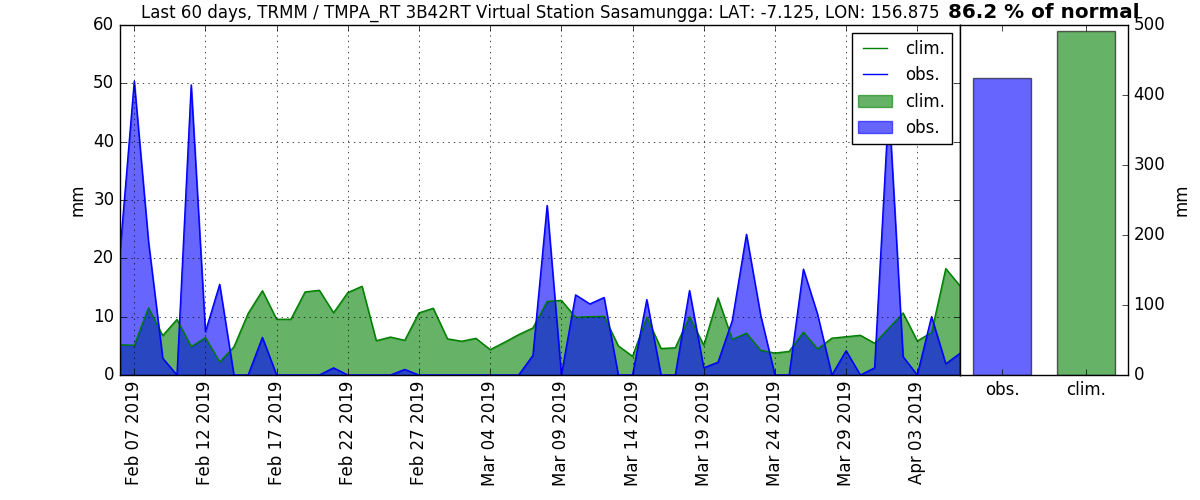 Last 60 days, TRMM / TMPA_RT 3B42RT Virtual Station Sasamungga: LAT: -7.125, LON: 156.875
86.2 % of normal
60
50
40
30
20
10
0
mm
clim.
obs.
clim.
obs.
500
400
300
200
100
0
mm
obs.
clim.
Feb 07 2019
Feb 12 2019
Feb 17 2019
Feb 22 2019
Feb 27 2019
Mar 04 2019
Mar 09 2019
Mar 14 2019
Mar 19 2019
Mar 24 2019
Mar 29 2019
Apr 03 2019